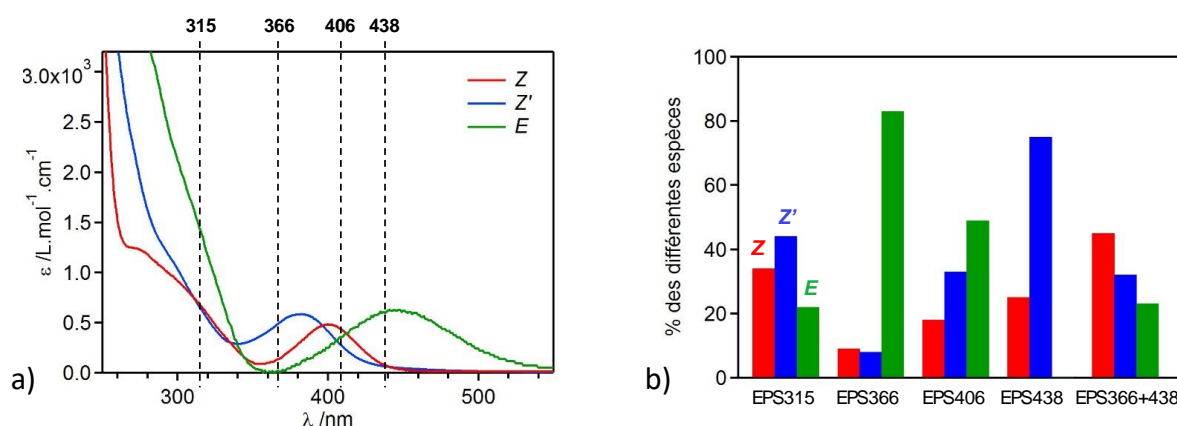 315 366 406 438
3.0x10³
2.5
2.0
1.5
1.0
0.5
0.0
ε /L.mol⁻¹.cm⁻¹
Z
Z'
E
300 400 500
λ /nm
a)
100
80
60
40
20
0
% des différentes espèces
Z
Z'
E
EPS315 EPS366 EPS406 EPS438 EPS366+438
b)